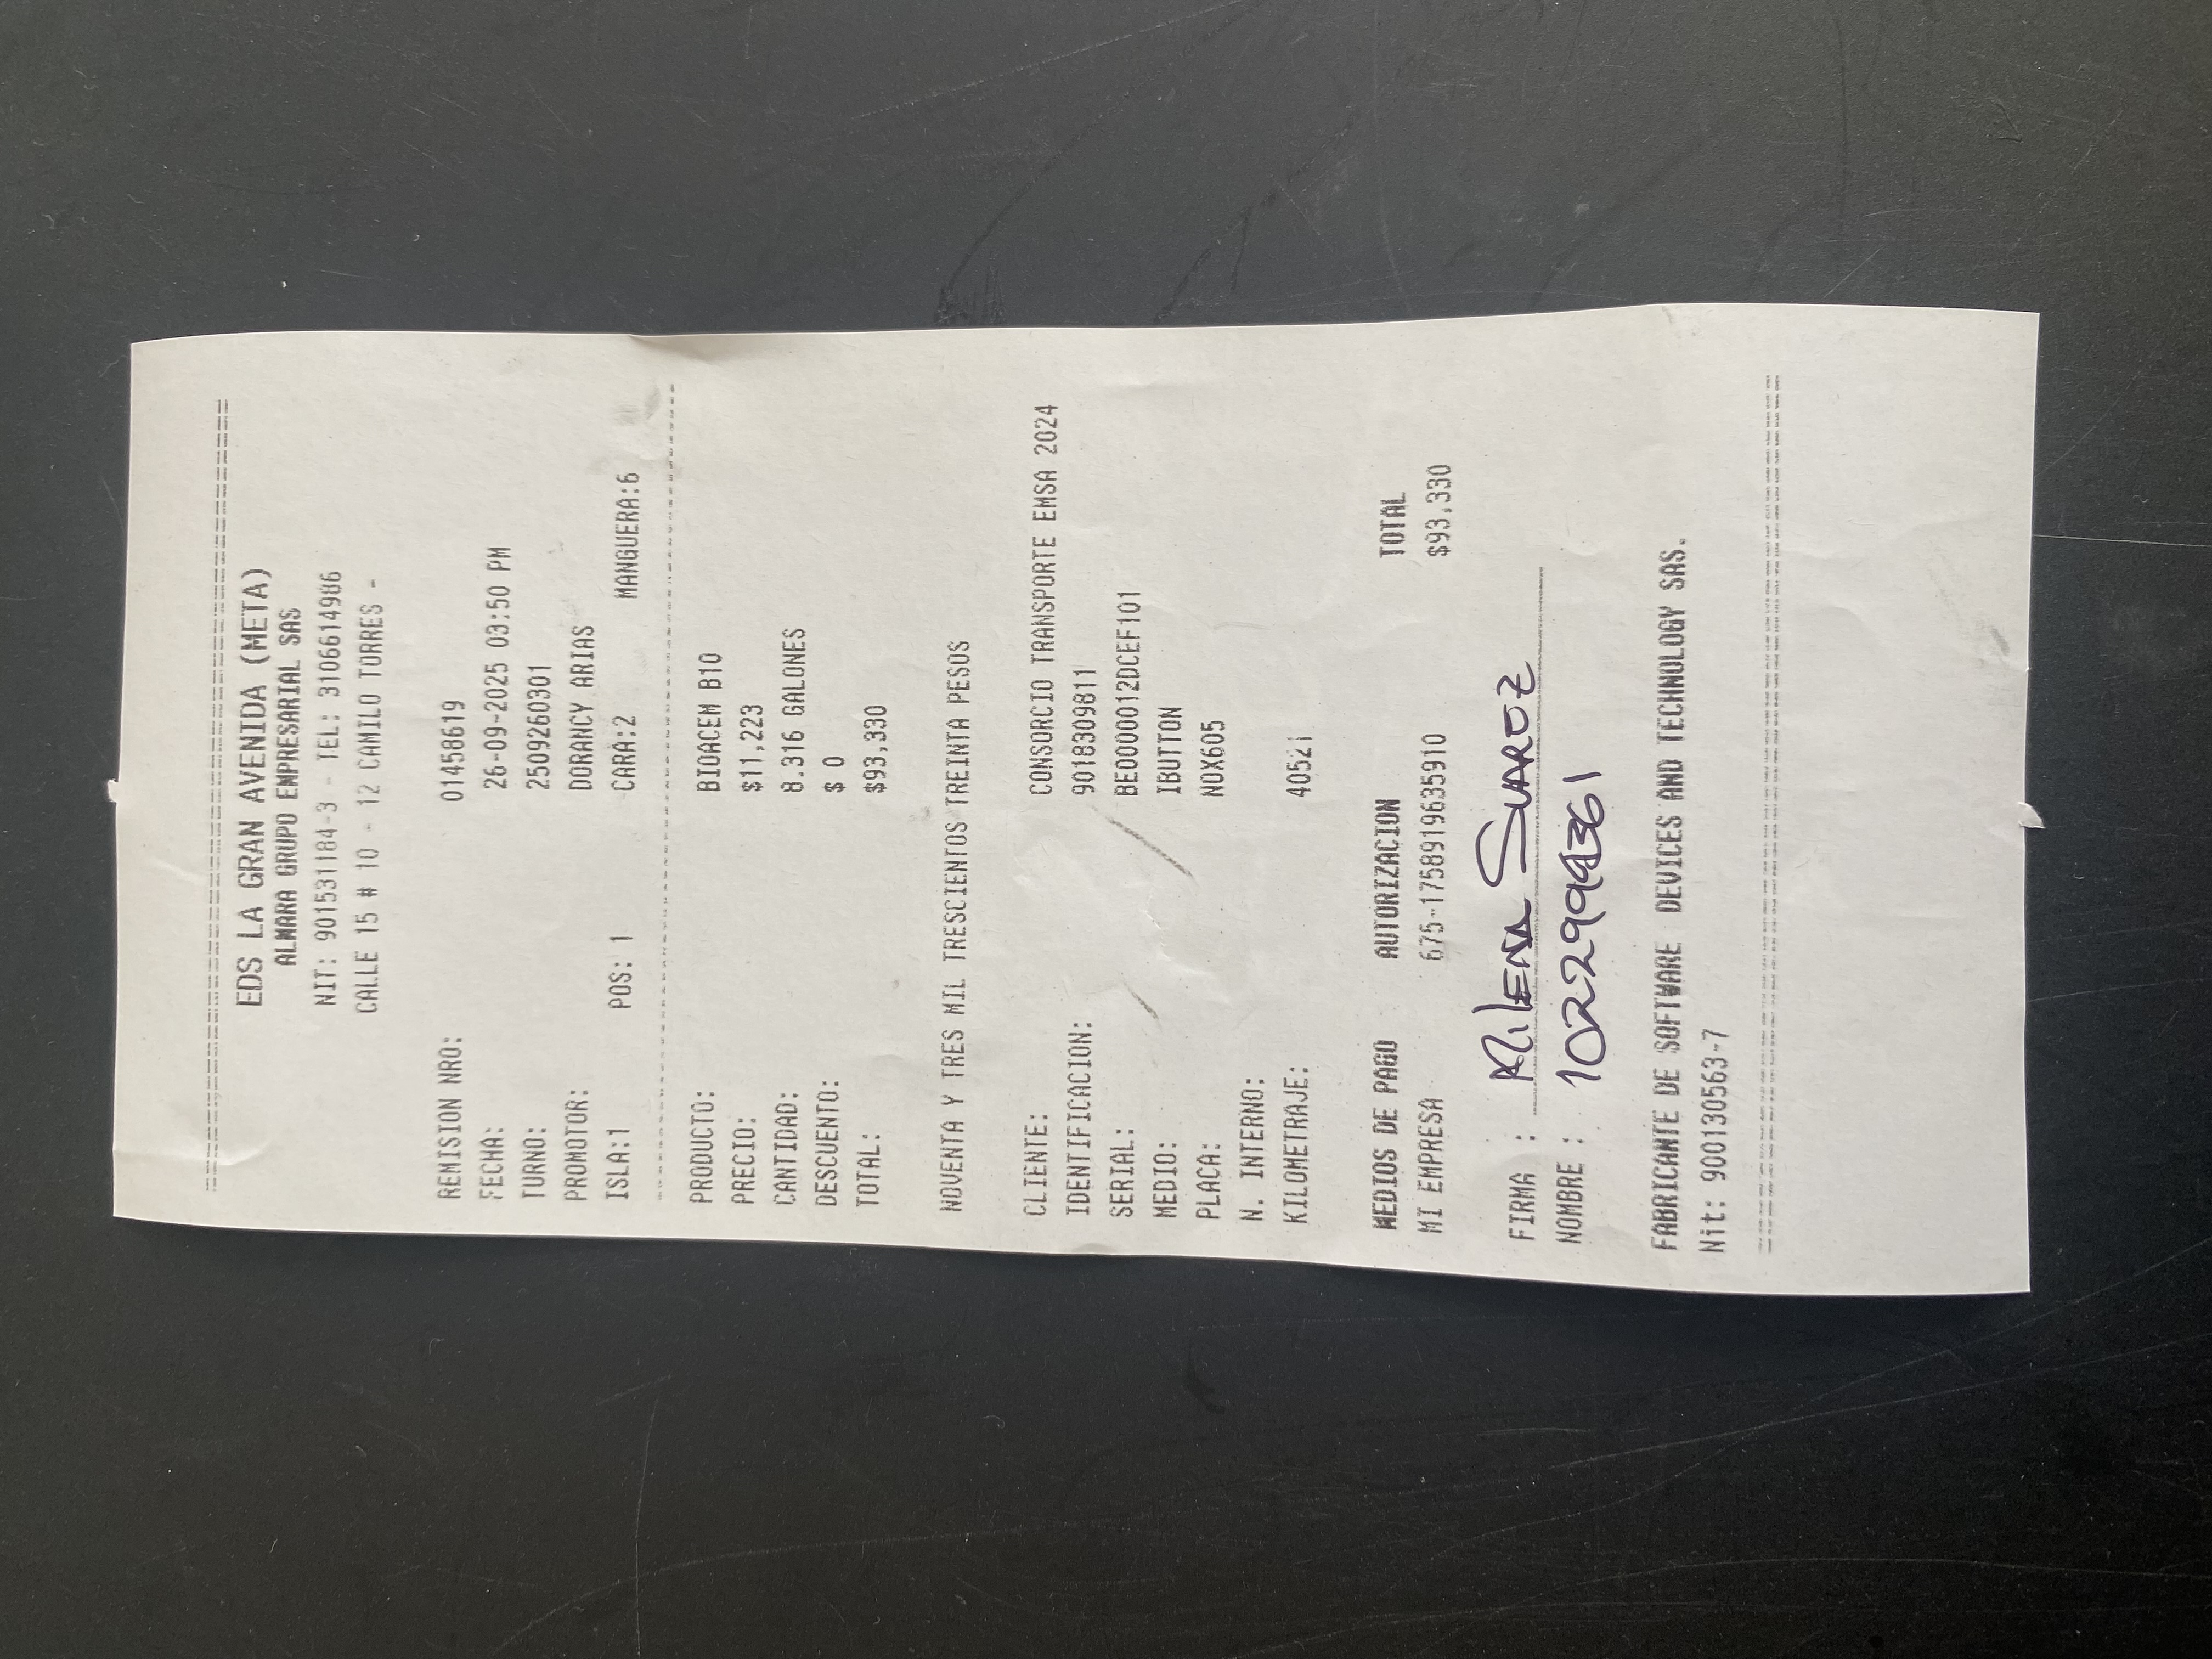 EDS LA GRAN AVENIDA (META)
ALMARA GRUPO EMPRESARIAL SAS
NIT: 901531184-3 - TEL: 3106614986
CALLE 15 # 10 - 12 CAMILO TORRES -
REMISION NRO: 01458619
FECHA: 26-09-2025 03:50 PM
TURNO: 2509260301
PROMOTOR: DORANCY ARIAS
ISLA:1 POS: 1 CARA:2 MANGUERA:6
PRODUCTO: BIOACEM B10
PRECIO: $11,223
CANTIDAD: 8.316 GALONES
DESCUENTO: $ 0
TOTAL: $93,330
NOVENTA Y TRES MIL TRESCIENTOS TREINTA PESOS
CLIENTE: CONSORCIO TRANSPORTE EMSA 2024
IDENTIFICACION: 9018309811
SERIAL: BE0000012DCEF101
MEDIO: IBUTTON
PLACA: NOX605
N. INTERNO:
KILOMETRAJE: 40521
MEDIOS DE PAGO AUTORIZACION TOTAL
MI EMPRESA 675-1758919635910 $93,330
FIRMA : Milena Suarez
NOMBRE :
FABRICANTE DE SOFTWARE DEVICES AND TECHNOLOGY SAS.
Nit: 900130563-7